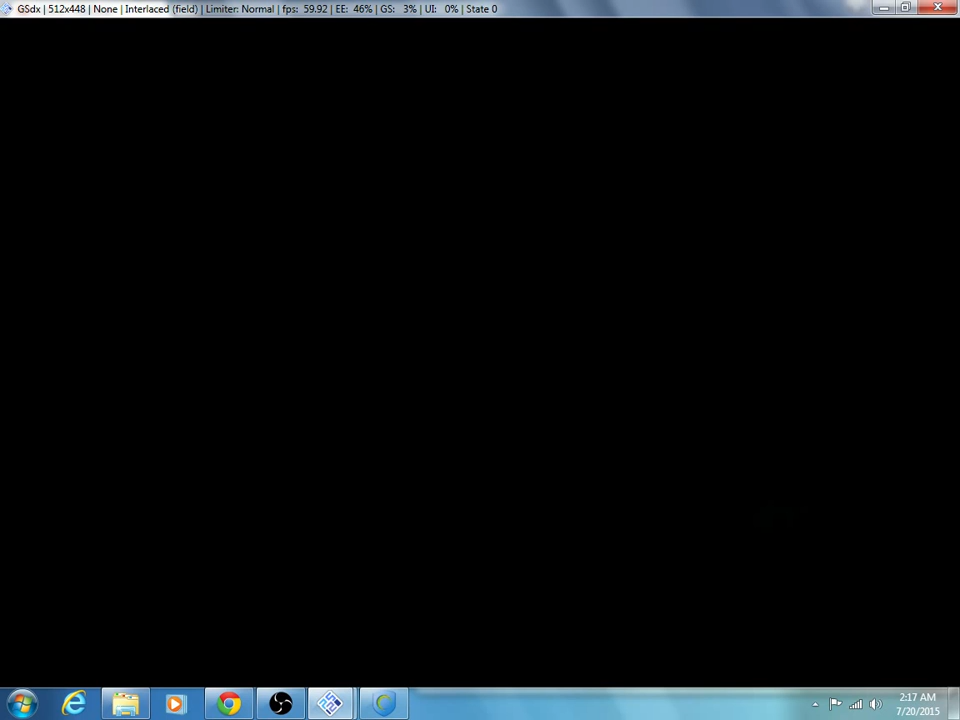 GSdx | 512x448 | None | Interlaced (field) | Limiter: Normal | fps: 59.92 | EE: 46% | GS: 3% | UI: 0% | State 0
2:17 AM
7/20/2015